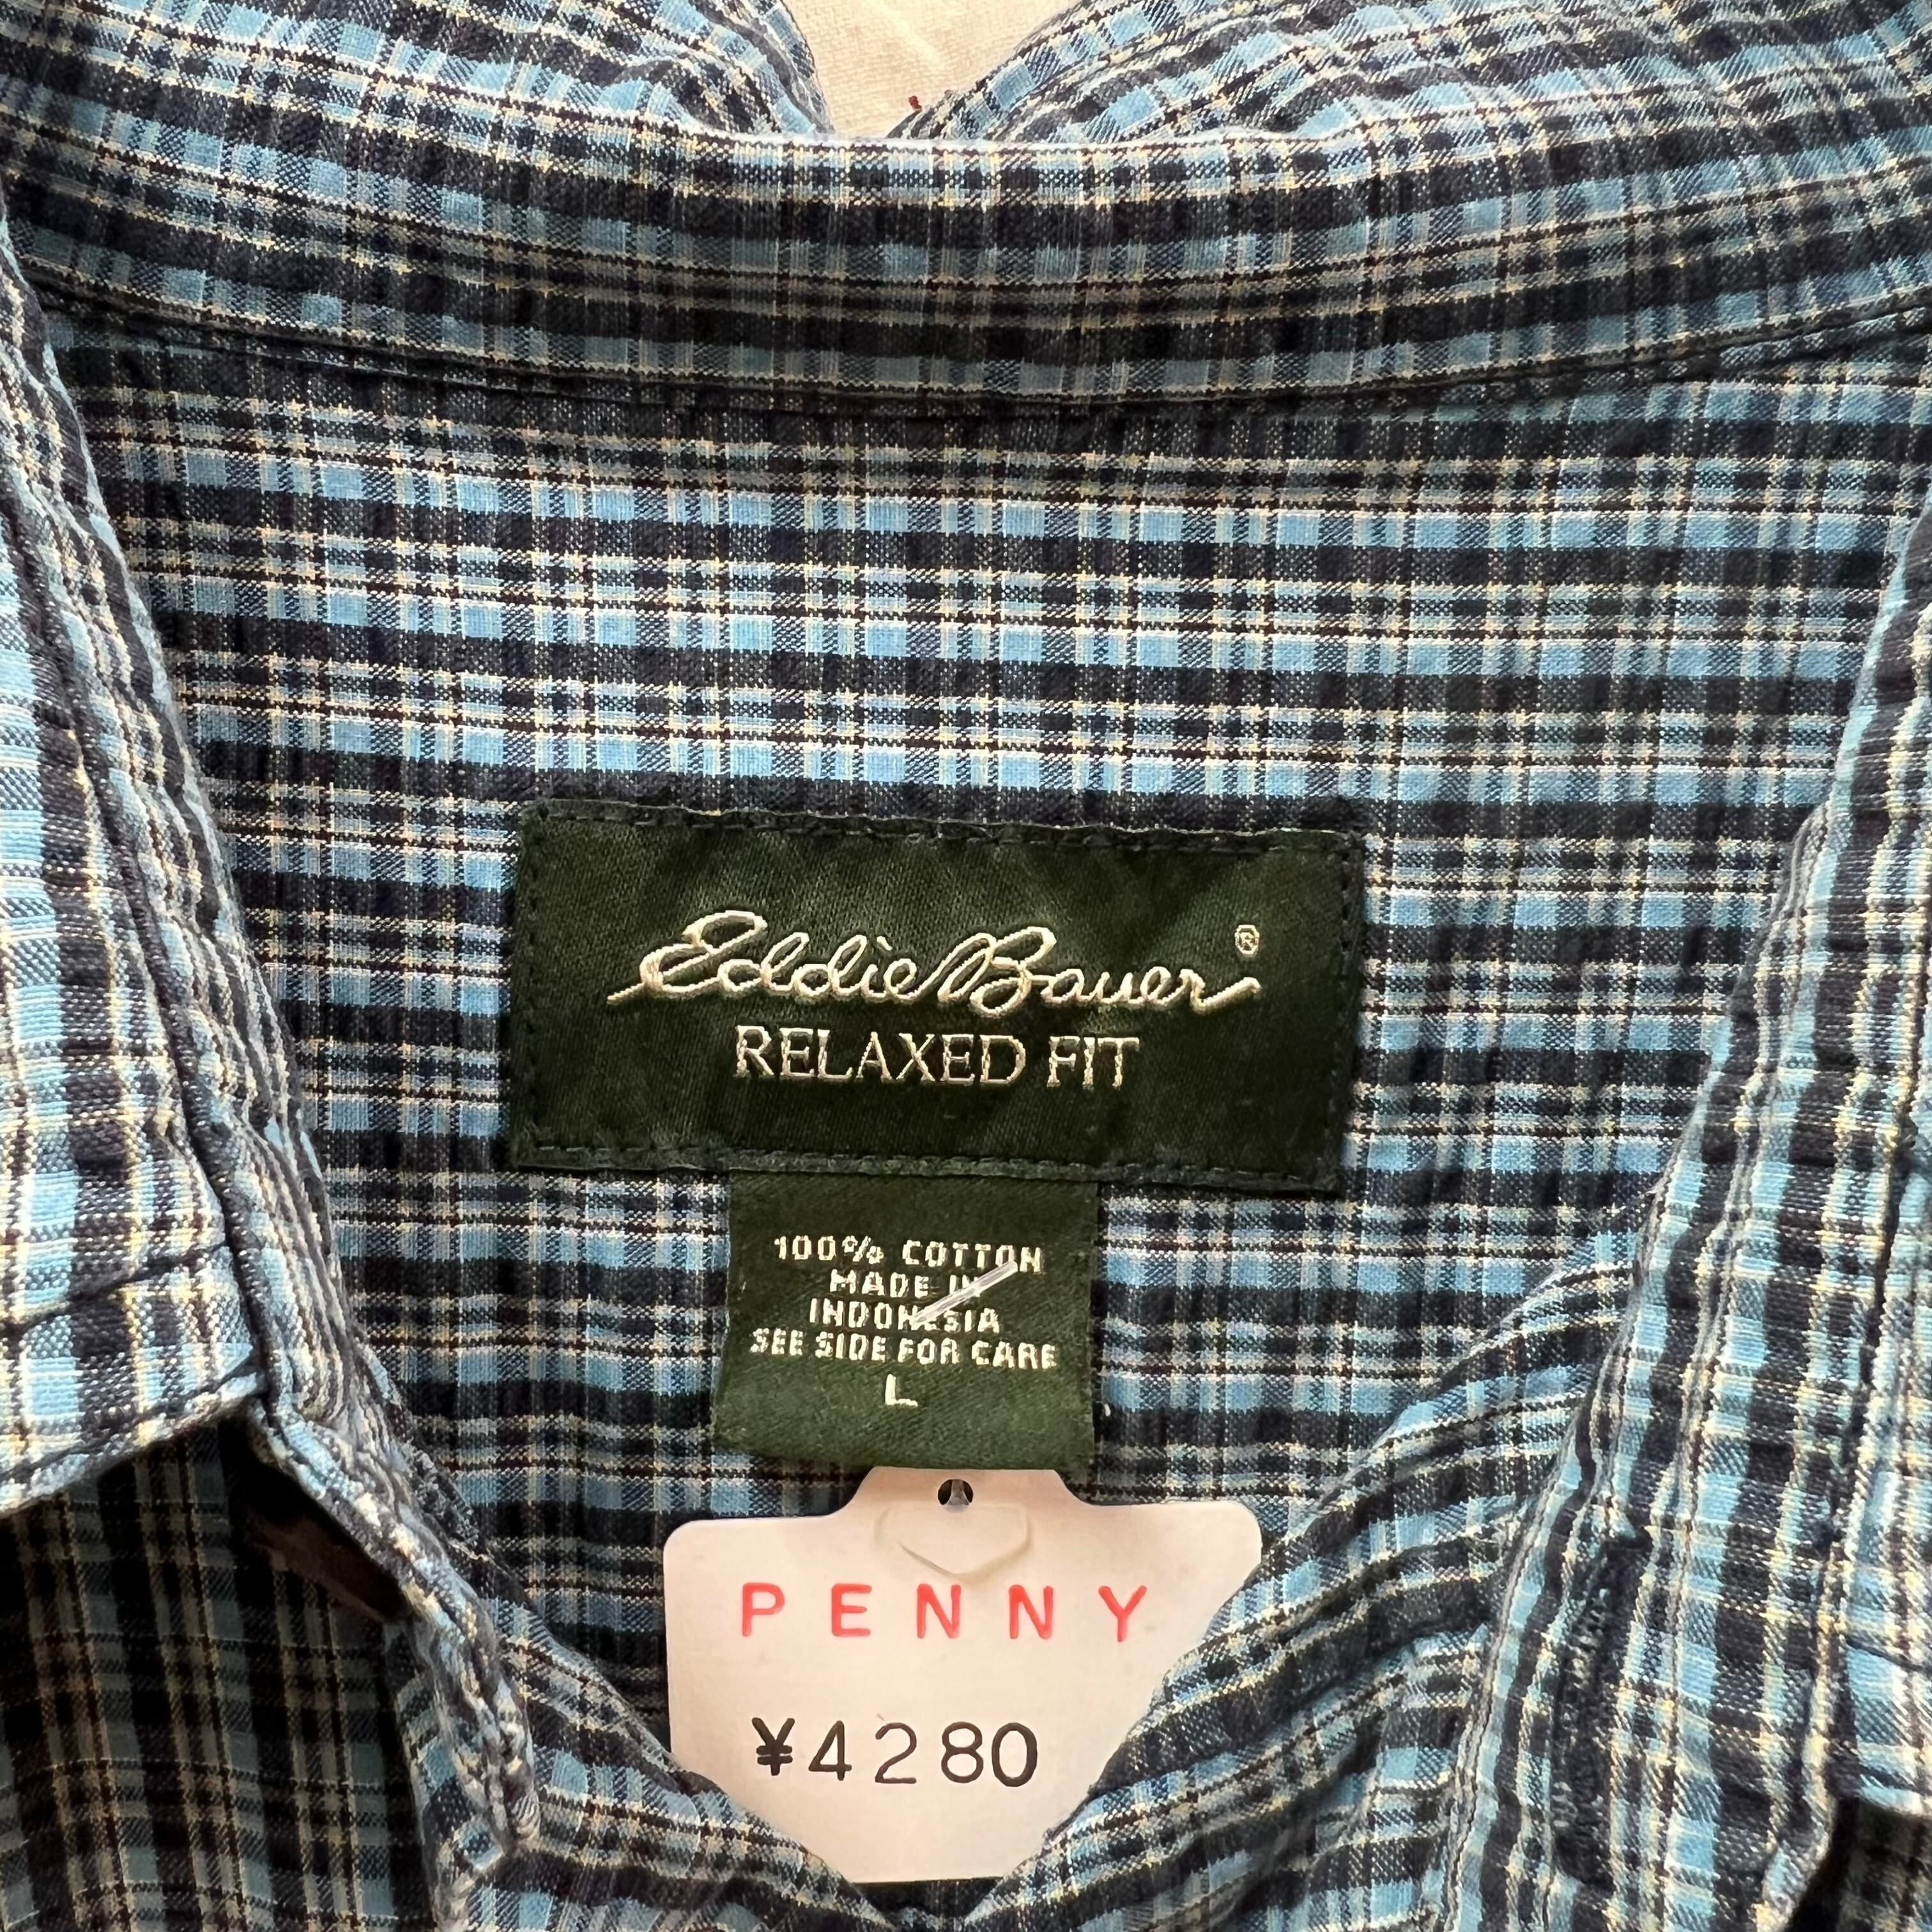 Eddie Bauer®
RELAXED FIT
100% COTTON
MADE IN
INDONESIA
SEE SIDE FOR CARE
L
PENNY
¥4280